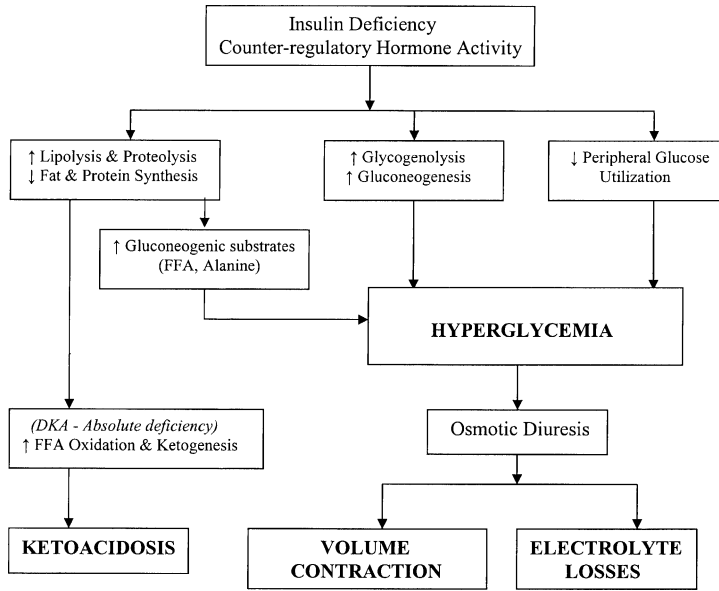 Insulin Deficiency
Counter-regulatory Hormone Activity
↑ Lipolysis & Proteolysis
↓ Fat & Protein Synthesis
↑ Glycogenolysis
↑ Gluconeogenesis
↓ Peripheral Glucose
Utilization
↑ Gluconeogenic substrates
(FFA, Alanine)
HYPERGLYCEMIA
(DKA - Absolute deficiency)
↑ FFA Oxidation & Ketogenesis
Osmotic Diuresis
KETOACIDOSIS
VOLUME
CONTRACTION
ELECTROLYTE
LOSSES